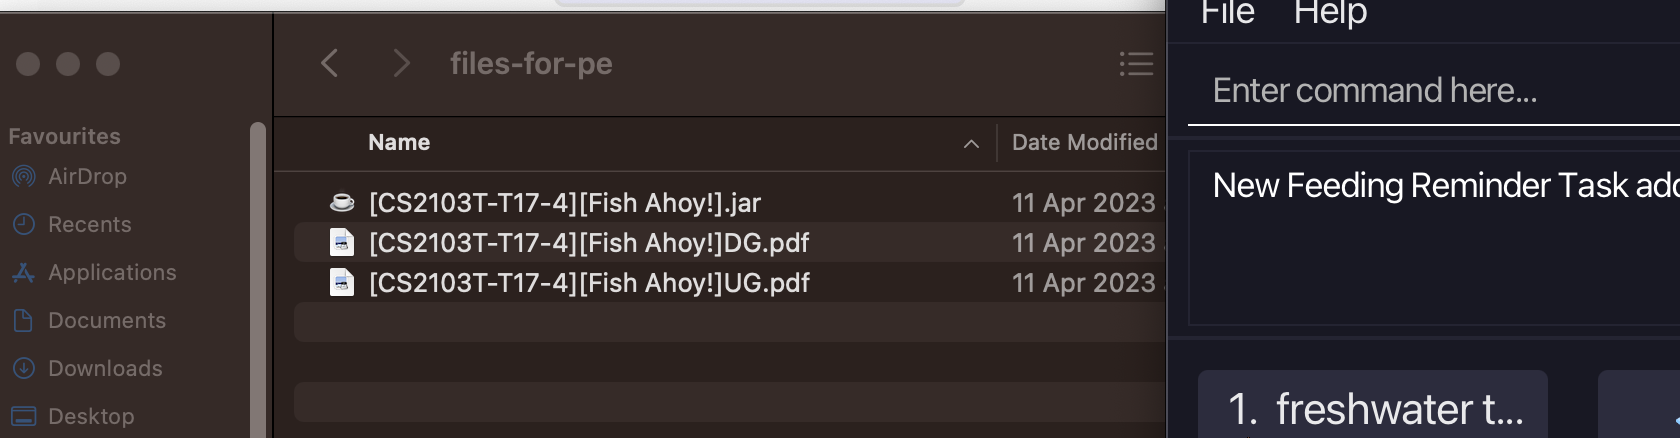 files-for-pe
Favourites
AirDrop
Recents
Applications
Documents
Downloads
Desktop
Name
Date Modified
[CS2103T-T17-4][Fish Ahoy!].jar
11 Apr 2023
[CS2103T-T17-4][Fish Ahoy!]DG.pdf
11 Apr 2023
[CS2103T-T17-4][Fish Ahoy!]UG.pdf
11 Apr 2023
File Help
Enter command here...
New Feeding Reminder Task
1. freshwater t...